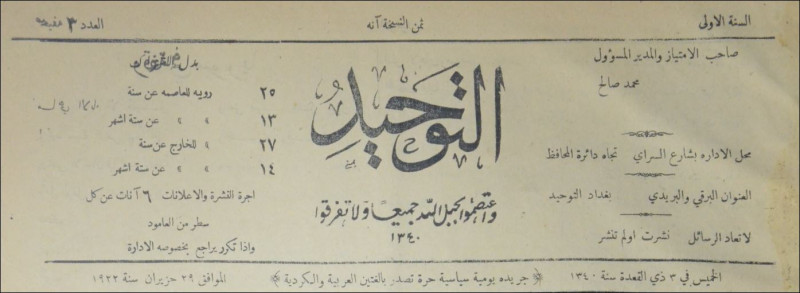 السنة الاولى
ثمن النسخة آنه
العدد ٣
صاحب الامتياز والمدير المسؤول
محمد صالح
محل الاداره بشارع السراي تجاه دائرة المحافظ
العنوان البرقي والبريدي بغداد التوحيد
لاتعاد الرسائل نشرت اولم تنشر
التوحيد
واعتصموا بحبل الله جميعاً ولا تفرقوا
١٣٤٠
بدل
٢٥ روبيه للعاصمه عن سنة
١٣ » » عن ستة اشهر
٢٧ » للخارج عن سنة
١٤ » » عن ستة اشهر
اجرة النشرة والاعلانات ٦ آنات عن كل
سطر من العامود
واذا تكرر يراجع بخصوصه الادارة
الخميس في ٣ ذي القعدة سنة ١٣٤٠
﴿ جريده يومية سياسية حرة تصدر باللغتين العربية والكردية ﴾
الموافق ٢٩ حزيران سنة ١٩٢٢